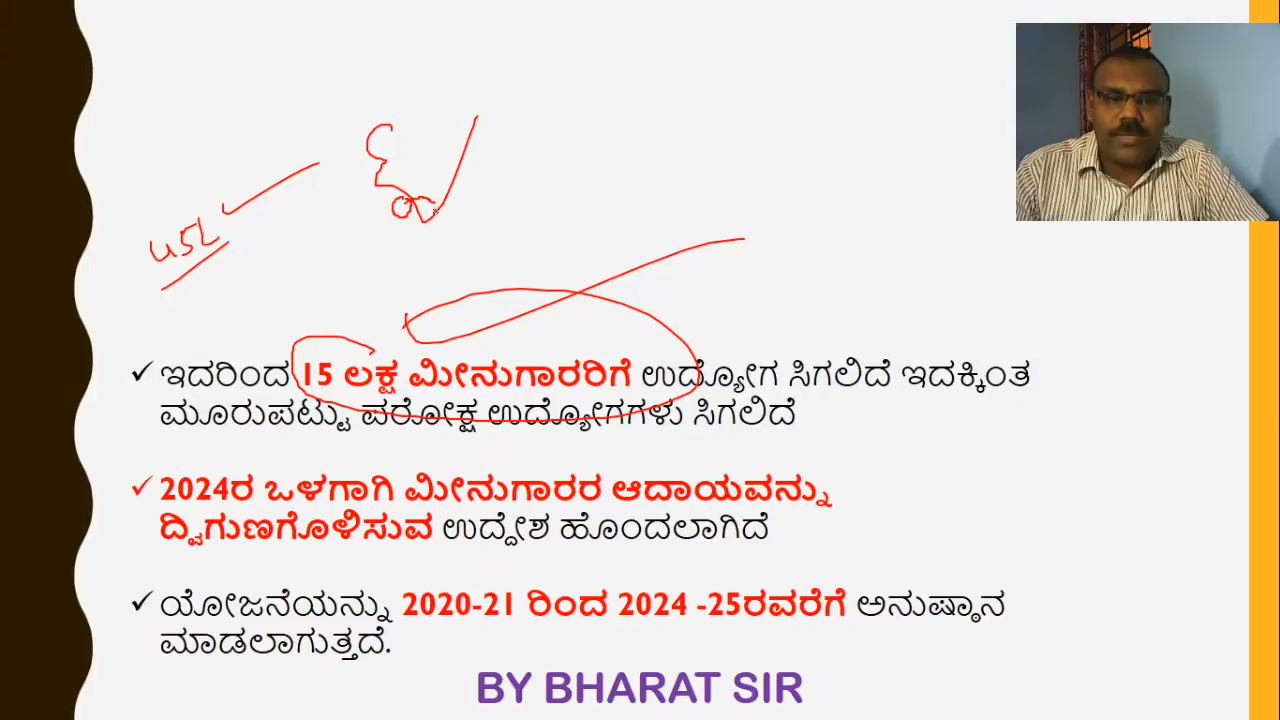 45L
ಇದರಿಂದ 15 ಲಕ್ಷ ಮೀನುಗಾರರಿಗೆ ಉದ್ಯೋಗ ಸಿಗಲಿದೆ ಇದಕ್ಕಿಂತ
ಮೂರುಪಟ್ಟು ಪರೋಕ್ಷ ಉದ್ಯೋಗಗಳು ಸಿಗಲಿದೆ
2024ರ ಒಳಗಾಗಿ ಮೀನುಗಾರರ ಆದಾಯವನ್ನು
ದ್ವಿಗುಣಗೊಳಿಸುವ ಉದ್ದೇಶ ಹೊಂದಲಾಗಿದೆ
ಯೋಜನೆಯನ್ನು 2020-21 ರಿಂದ 2024 -25ರವರೆಗೆ ಅನುಷ್ಠಾನ
ಮಾಡಲಾಗುತ್ತದೆ.
BY BHARAT SIR